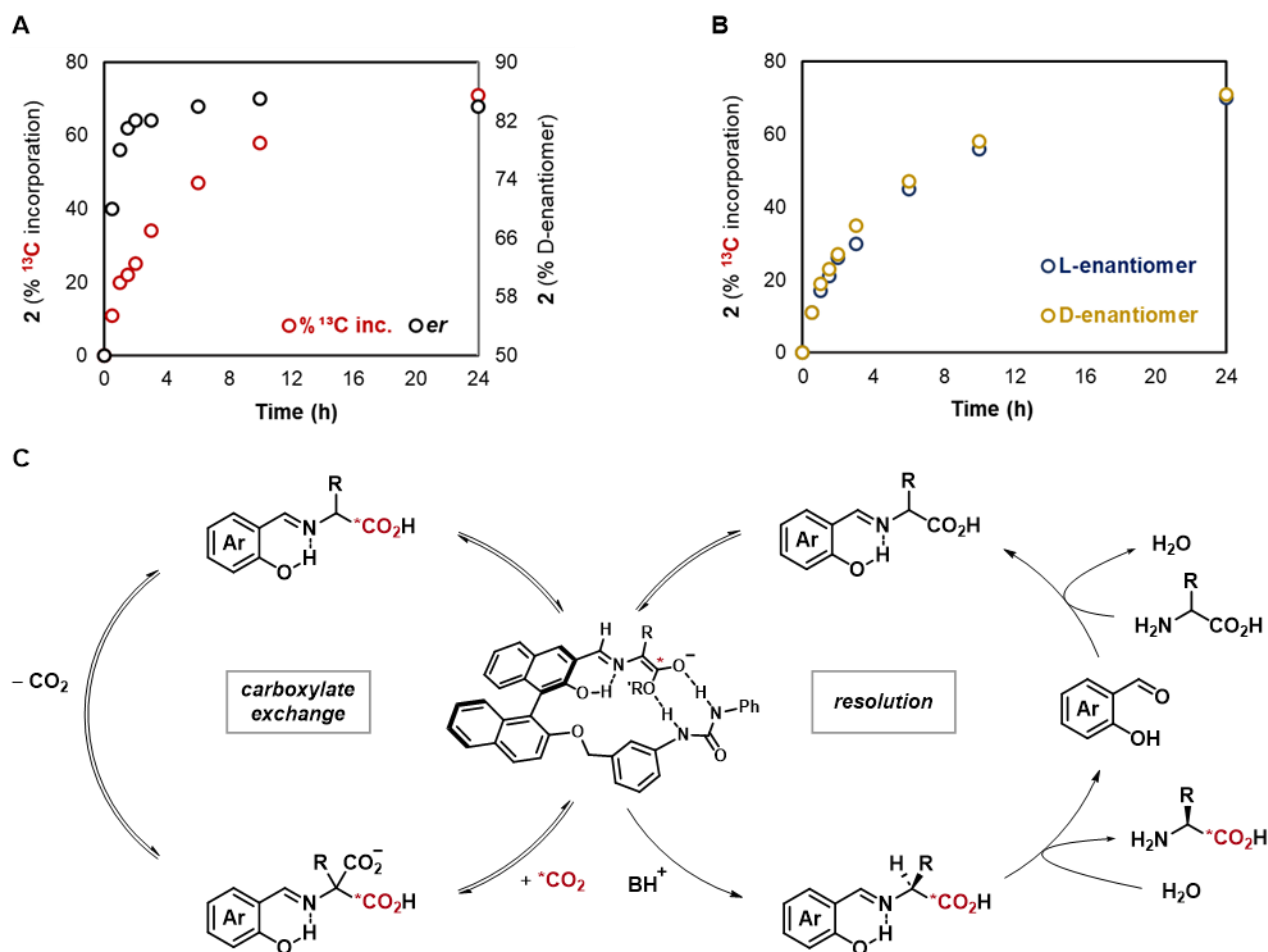 A
80
60
40
20
0
2 (% ¹³C incorporation)
90
82
74
66
58
50
2 (% D-enantiomer)
% ¹³C inc.
er
0
4
8
12
16
20
24
Time (h)
B
80
60
40
20
0
2 (% ¹³C incorporation)
L-enantiomer
D-enantiomer
0
4
8
12
16
20
24
Time (h)
C
R
Ar
N
*CO₂H
H
O
R
Ar
N
CO₂H
H
O
H₂O
R
H₂N
CO₂H
– CO₂
carboxylate
exchange
H
R
N
*
O⁻
O
H
'RO
H
H
N
Ph
O
N
O
H
resolution
O
Ar
OH
R
CO₂⁻
Ar
N
*CO₂H
H
O
+ *CO₂
BH⁺
H
R
Ar
N
*CO₂H
H
O
R
H₂N
*CO₂H
H₂O